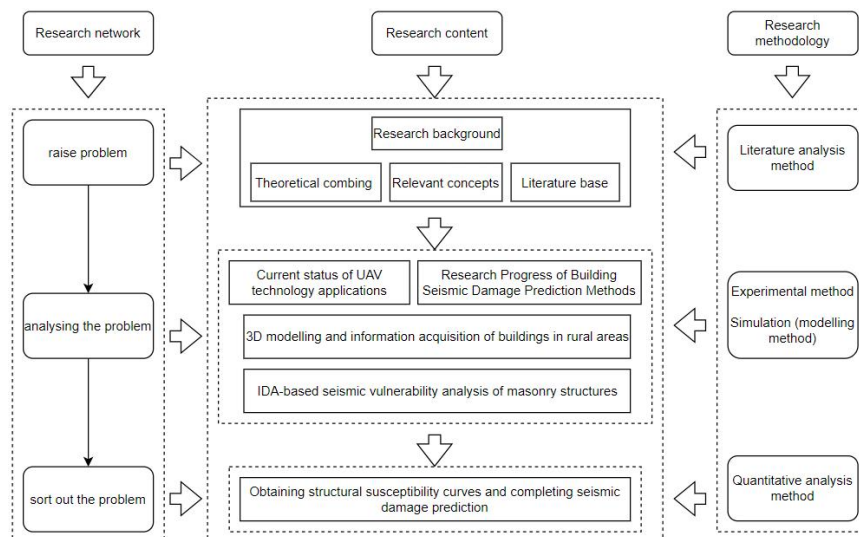 Research network
Research content
Research
methodology
raise problem
Research background
Theoretical combing
Relevant concepts
Literature base
Literature analysis
method
analysing the problem
Current status of UAV
technology applications
Research Progress of Building
Seismic Damage Prediction Methods
3D modelling and information acquisition of buildings in rural areas
IDA-based seismic vulnerability analysis of masonry structures
Experimental method
Simulation (modelling
method)
sort out the problem
Obtaining structural susceptibility curves and completing seismic
damage prediction
Quantitative analysis
method